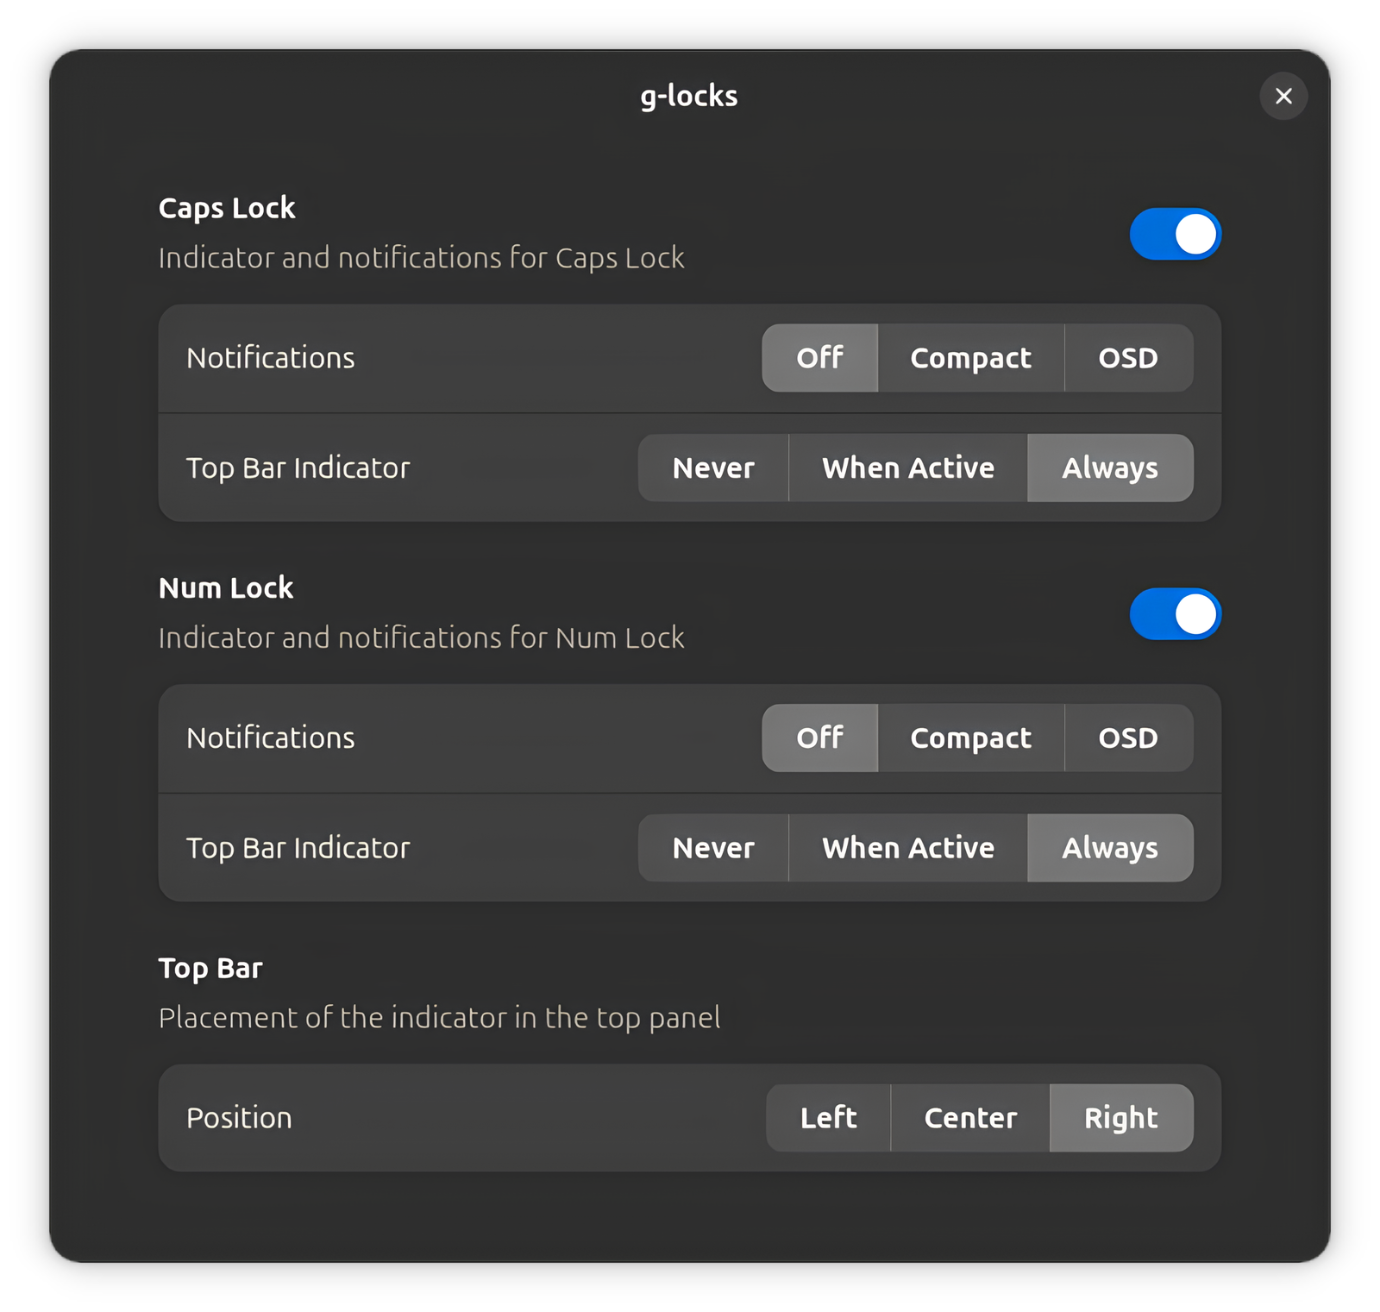 g-locks
Caps Lock
Indicator and notifications for Caps Lock
Notifications Off Compact OSD
Top Bar Indicator Never When Active Always
Num Lock
Indicator and notifications for Num Lock
Notifications Off Compact OSD
Top Bar Indicator Never When Active Always
Top Bar
Placement of the indicator in the top panel
Position Left Center Right